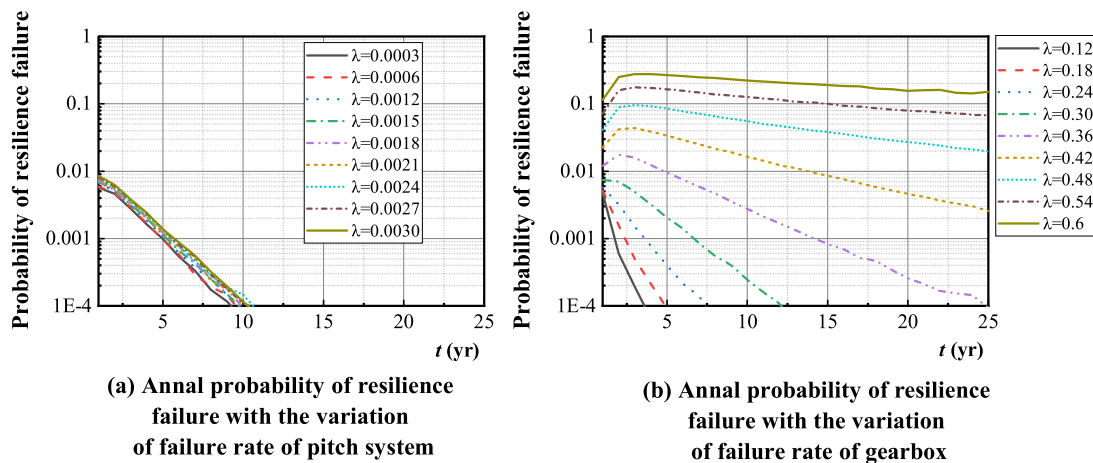 Probability of resilience failure
1
0.1
0.01
0.001
1E-4
λ=0.0003
λ=0.0006
λ=0.0012
λ=0.0015
λ=0.0018
λ=0.0021
λ=0.0024
λ=0.0027
λ=0.0030
5
10
15
20
25
t (yr)
(a) Annal probability of resilience
failure with the variation
of failure rate of pitch system
Probability of resilience failure
1
0.1
0.01
0.001
1E-4
λ=0.12
λ=0.18
λ=0.24
λ=0.30
λ=0.36
λ=0.42
λ=0.48
λ=0.54
λ=0.6
5
10
15
20
25
t (yr)
(b) Annal probability of resilience
failure with the variation
of failure rate of gearbox